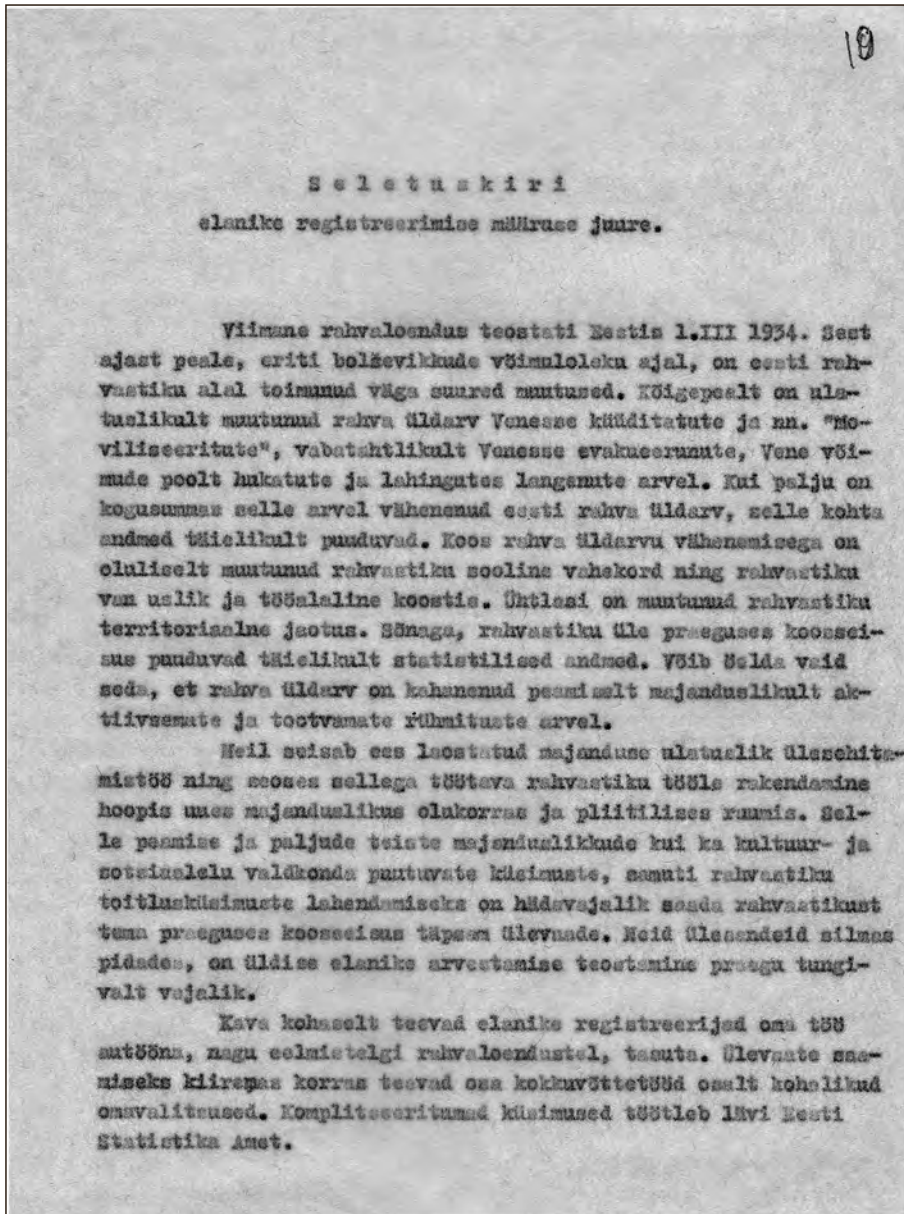 10
S e l e t u s k i r i
elanike registreerimise määruse juure.
Viimane rahvaloendus teostati Eestis 1.III 1934. Sest
ajast peale, eriti bolševikkude võimuloleku ajal, on eesti rah-
vastiku alal toimunud väga suured muutused. Kõigepealt on ula-
tuslikult muutunud rahva üldarv Venesse küüditatute ja nn. "mo-
viliseeritute", vabatahtlikult Venesse evakueerunute, Vene või-
mude poolt hukatute ja lahingutes langenute arvel. Kui palju on
kogusummas selle arvel vähenenud eesti rahva üldarv, selle kohta
andmed täielikult puuduvad. Koos rahva üldarvu vähenemisega on
oluliselt muutunud rahvastiku sooline vahekord ning rahvastiku
van uslik ja tööalaline koostis. Ühtlasi on muutunud rahvastiku
territoriaalne jaotus. Sõnaga, rahvastiku üle praeguses koossei-
sus puuduvad täielikult statistilised andmed. Võib öelda vaid
seda, et rahva üldarv on kahanenud peamiselt majanduslikult ak-
tiivsemate ja tootvamate rühmituste arvel.
Meil seisab ees laostatud majanduse ulatuslik ülesehita-
mistöö ning seoses sellega töötava rahvastiku tööle rakendamine
hoopis uues majanduslikus olukorras ja pliitilises ruumis. Sel-
le peamise ja paljude teiste majanduslikkude kui ka kultuur- ja
sotsiaalelu valdkonda puutuvate küsimuste, samuti rahvastiku
toitlusküsimuste lahendamiseks on hädavajalik saada rahvastikust
tema praeguses koosseisus täpsem ülevaade. Neid ülesandeid silmas
pidades, on üldise elanike arvestamise teostamine praegu tungi-
valt vajalik.
Kava kohaselt teevad elanike registreerijad oma töö
autööna, nagu eelmistelgi rahvaloendustel, tasuta. Ülevaate saa-
miseks kiiremas korras teevad osa kokkuvõttetööd osalt kohalikud
omavalitsused. Komplitseeritumad küsimused töötleb lävi Eesti
Statistika Amet.